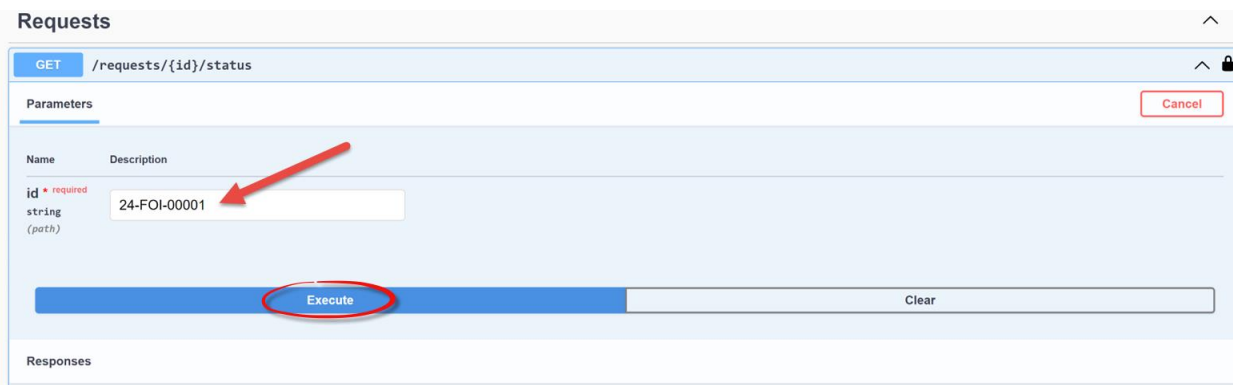 Requests
GET /requests/{id}/status
Parameters Cancel
Name Description
id * required
string
(path)
24-FOI-00001
Execute Clear
Responses